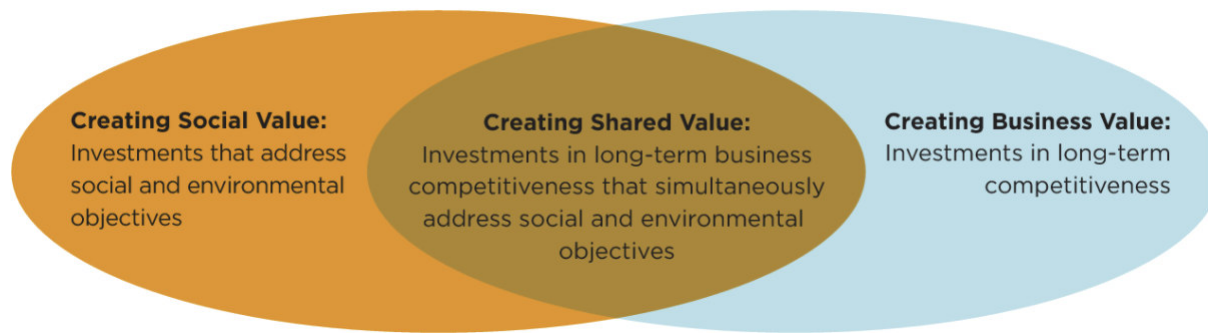 Creating Social Value:
Investments that address
social and environmental
objectives
Creating Shared Value:
Investments in long-term business
competitiveness that simultaneously
address social and environmental
objectives
Creating Business Value:
Investments in long-term
competitiveness